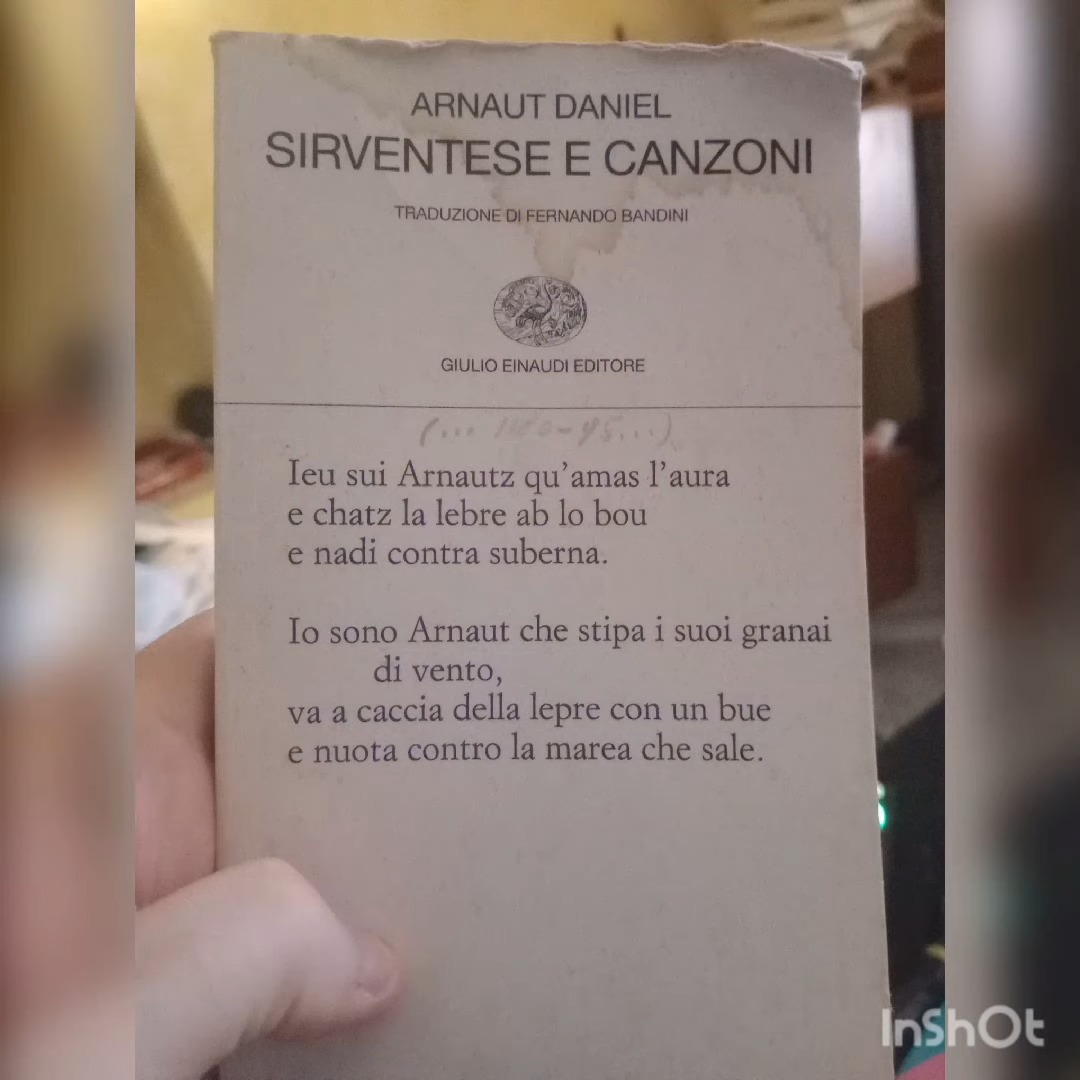 ARNAUT DANIEL
SIRVENTESE E CANZONI
TRADUZIONE DI FERNANDO BANDINI
GIULIO EINAUDI EDITORE
Ieu sui Arnautz qu'amas l'aura
e chatz la lebre ab lo bou
e nadi contra suberna.
Io sono Arnaut che stipa i suoi granai
di vento,
va a caccia della lepre con un bue
e nuota contro la marea che sale.
InShOt